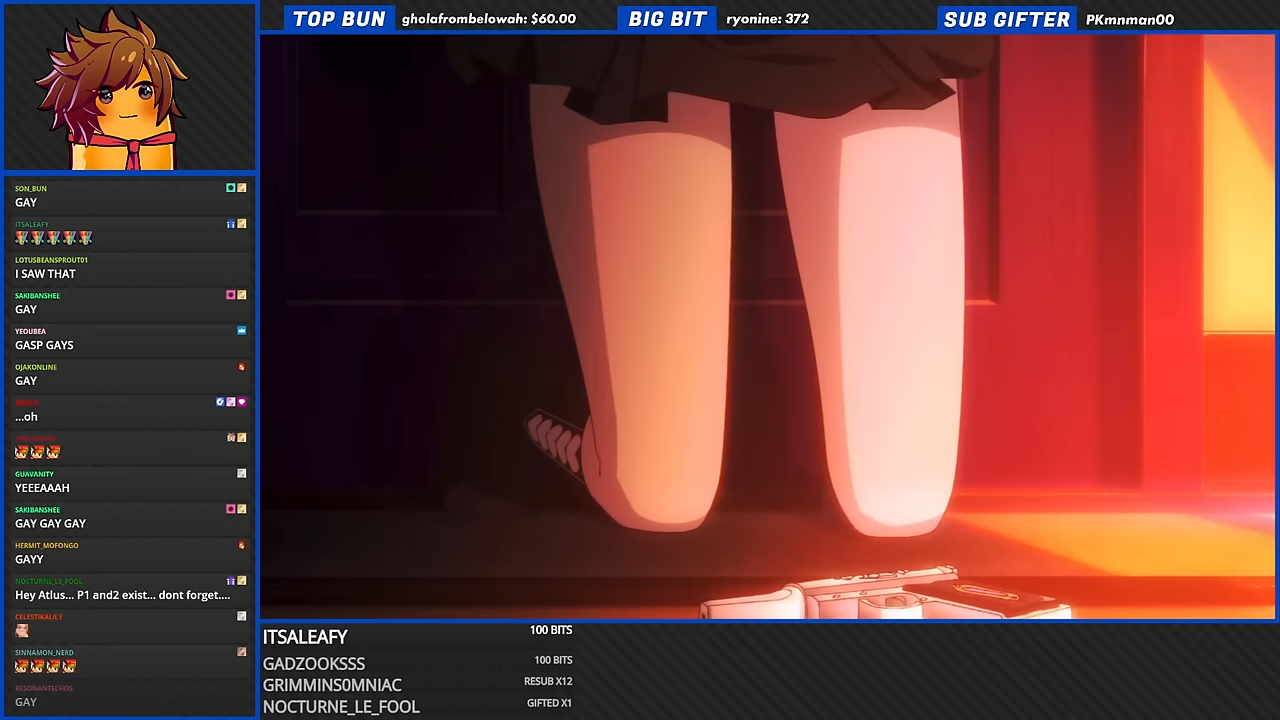 TOP BUN gholafrombelowah: $60.00 BIG BIT ryonine: 372 SUB GIFTER PKmnman00
SON_BUN
GAY
ITSALEAFY
LOTUSBEANSPROUT01
I SAW THAT
SAKIBANSHEE
GAY
YEOUBEA
GASP GAYS
OJAKONLINE
GAY
...oh
GUAVANITY
YEEEAAAH
SAKIBANSHEE
GAY GAY GAY
HERMIT_MOFONGO
GAYY
NOCTURNE_LE_FOOL
Hey Atlus... P1 and2 exist... dont forget....
CELESTIKALILY
SINNAMON_NERD
RESONANTECHOS
GAY
ITSALEAFY 100 BITS
GADZOOKSSS 100 BITS
GRIMMINS0MNIAC RESUB X12
NOCTURNE_LE_FOOL GIFTED X1